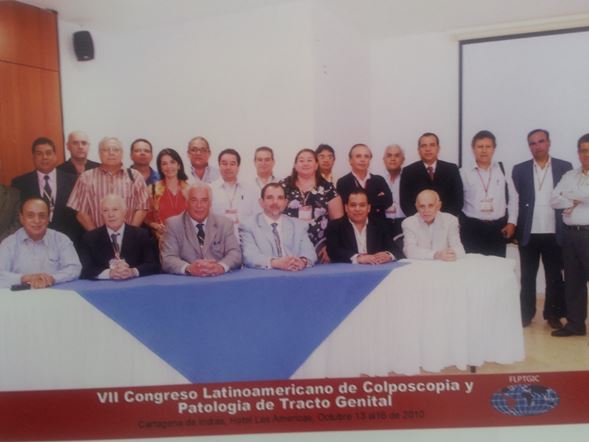 VII Congreso Latinoamericano de Colposcopia y
Patologia de Tracto Genital
Cartagena de Indias, Hotel Las Americas, Octubre 13 al 16 de 2010
FLPTGIC